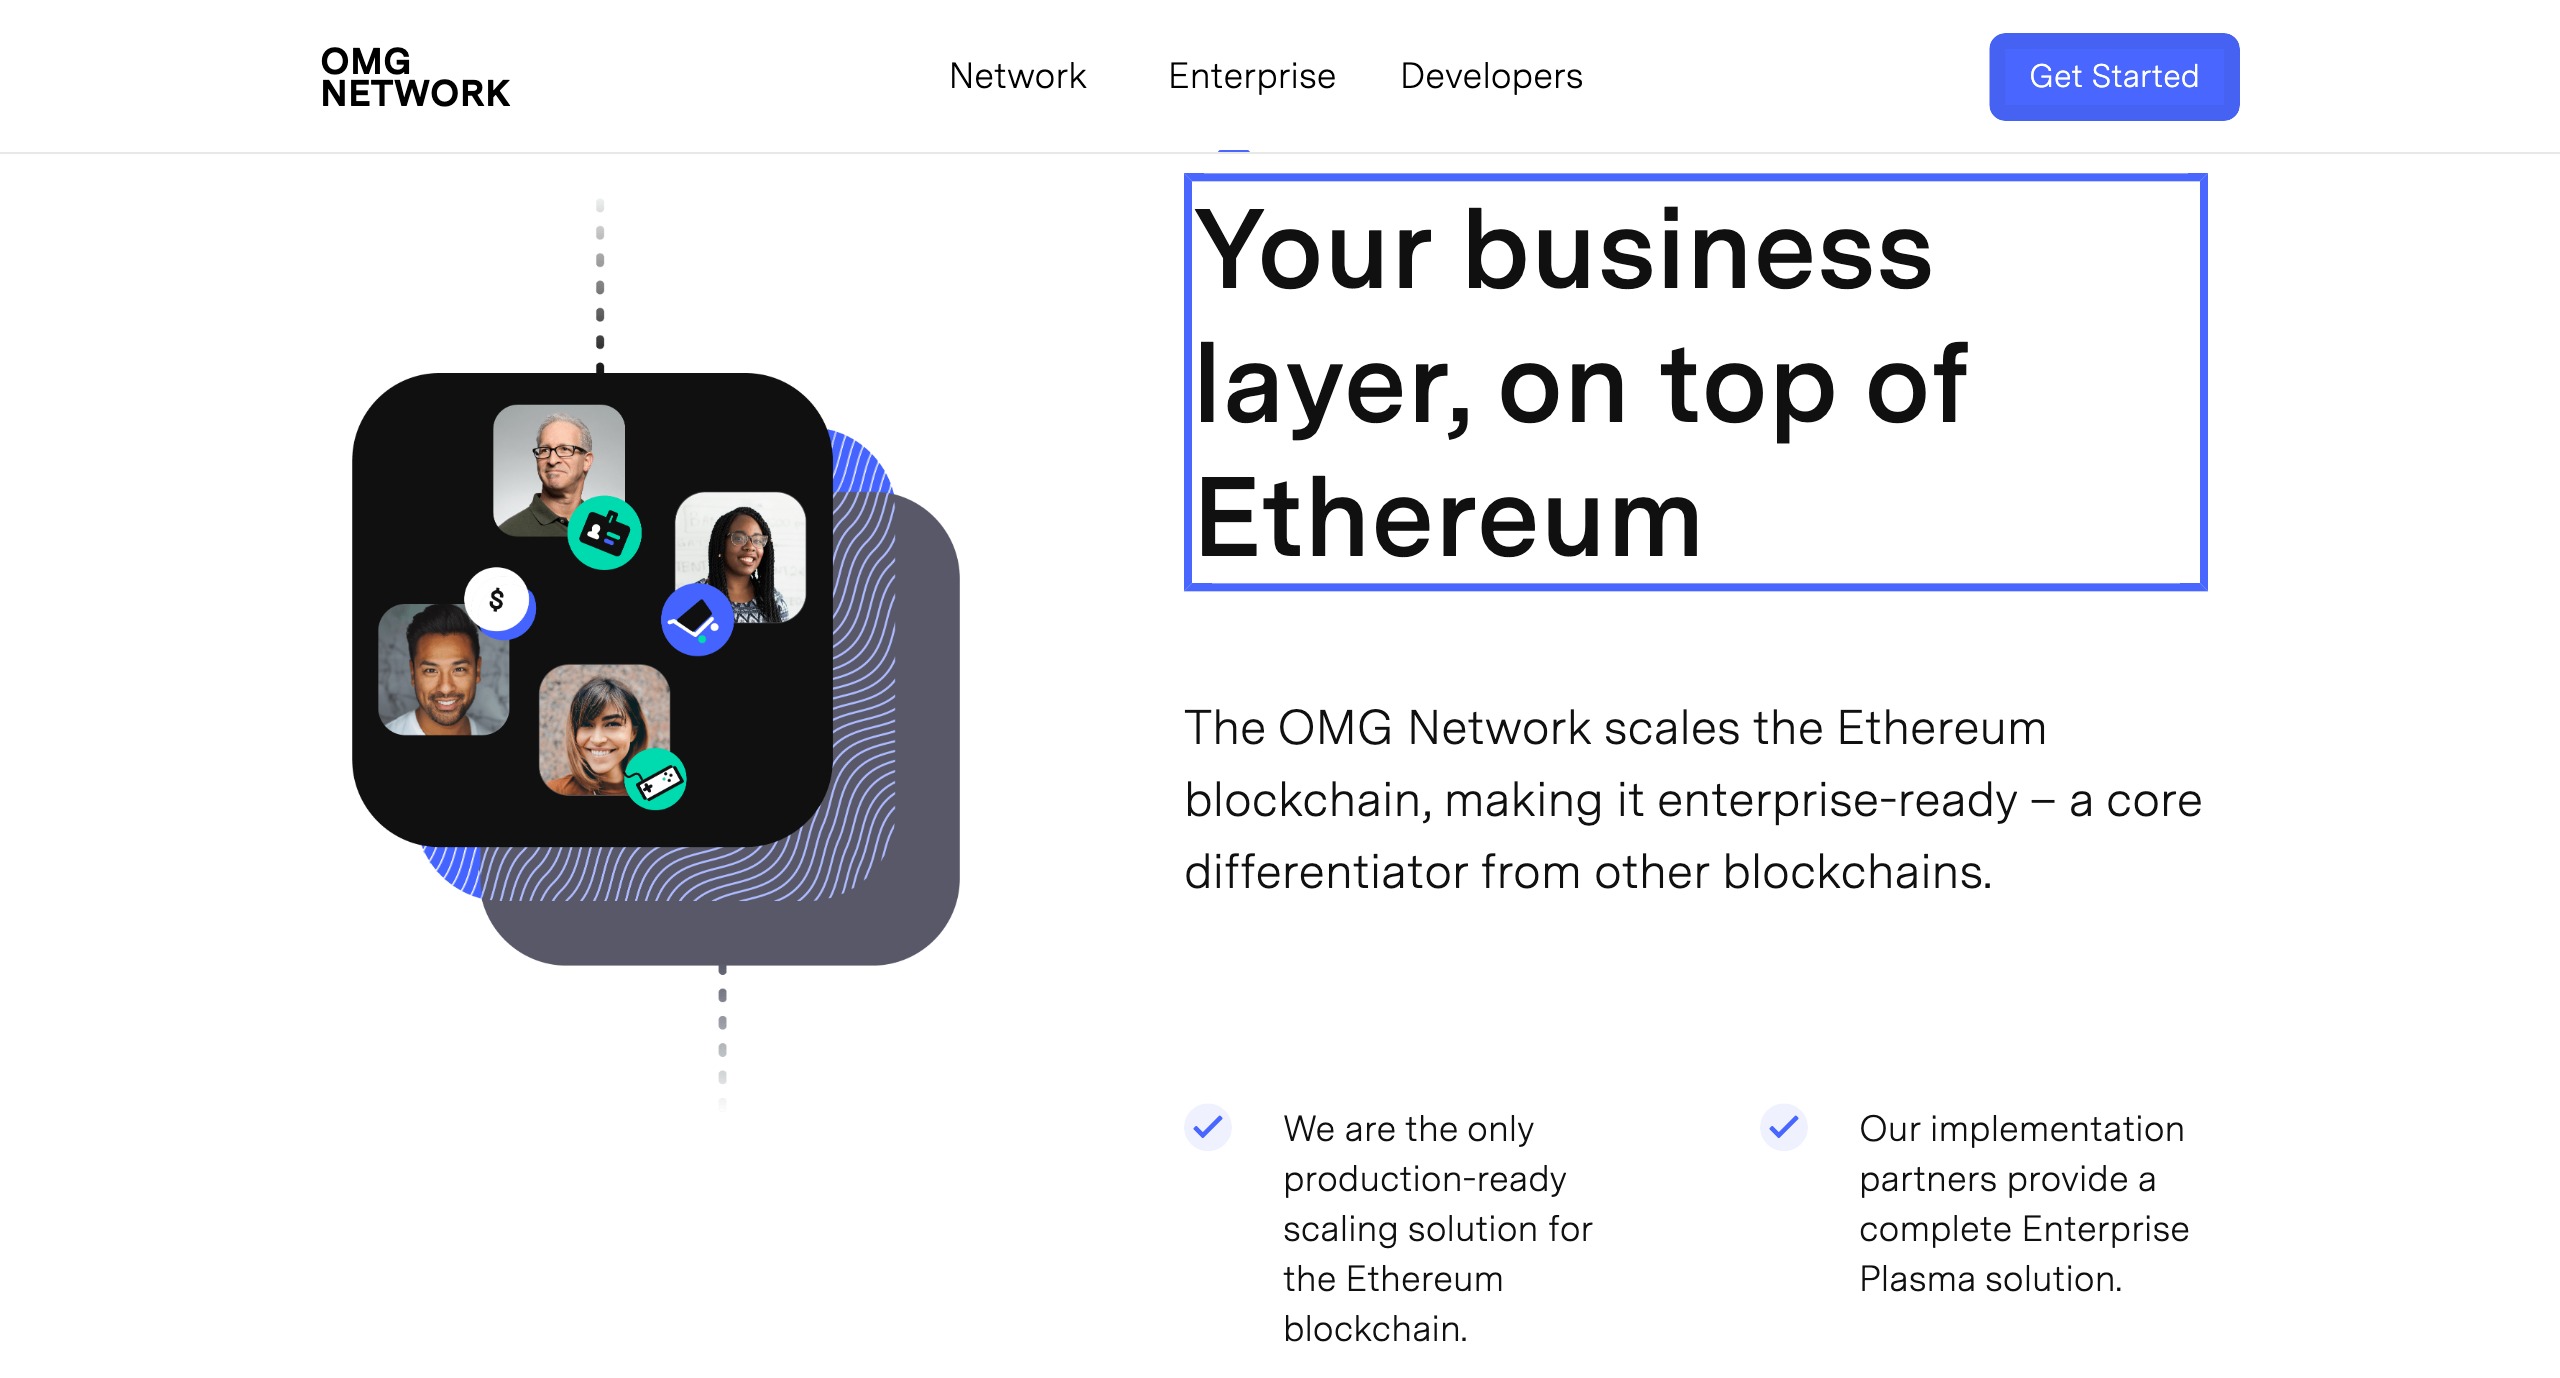 OMG
NETWORK
Network
Enterprise
Developers
Get Started
Your business
layer, on top of
Ethereum
$
The OMG Network scales the Ethereum
blockchain, making it enterprise-ready – a core
differentiator from other blockchains.
We are the only
production-ready
scaling solution for
the Ethereum
blockchain.
Our implementation
partners provide a
complete Enterprise
Plasma solution.